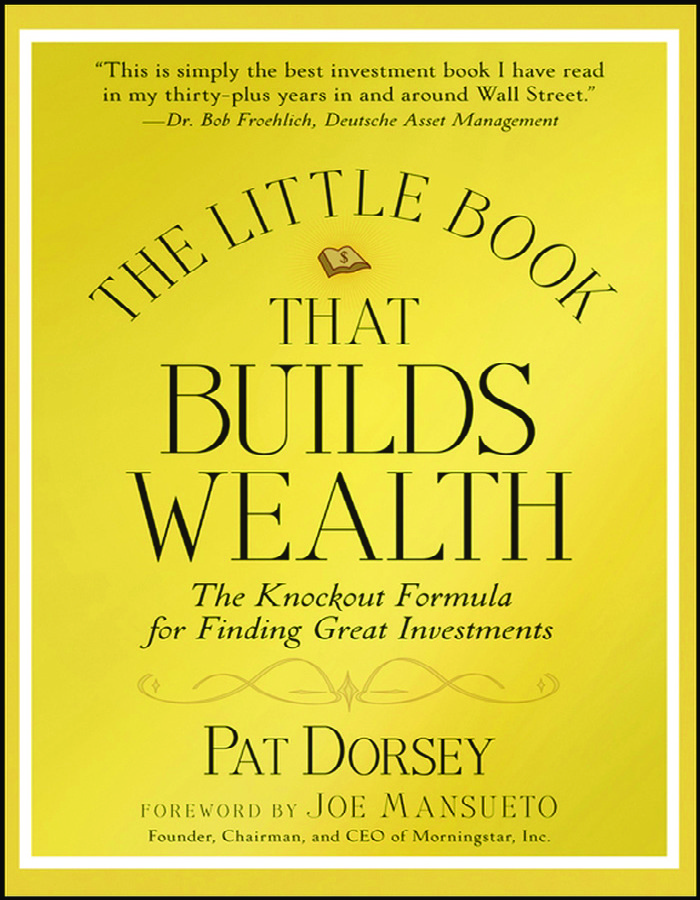 “This is simply the best investment book I have read
in my thirty-plus years in and around Wall Street.”
—Dr. Bob Froehlich, Deutsche Asset Management
THE LITTLE BOOK
$
THAT
BUILDS
WEALTH
The Knockout Formula
for Finding Great Investments
PAT DORSEY
FOREWORD BY JOE MANSUETO
Founder, Chairman, and CEO of Morningstar, Inc.